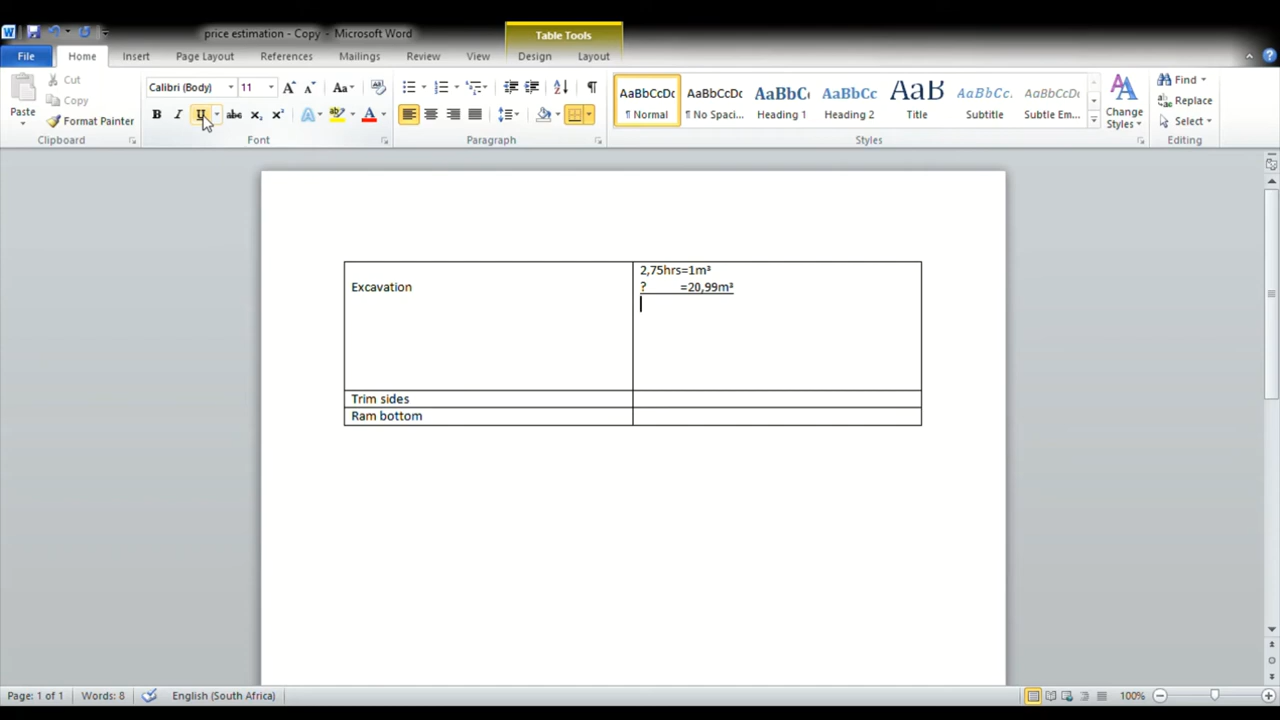 price estimation - Copy - Microsoft Word
Table Tools
File Home Insert Page Layout References Mailings Review View Design Layout
Paste
Cut
Copy
Format Painter
Clipboard
Calibri (Body) 11
Font
Paragraph
AaBbCcDc AaBbCcDc AaBbC AaBbCc AaB AaBbCc. AaBbCcDc
¶ Normal ¶ No Spaci... Heading 1 Heading 2 Title Subtitle Subtle Em...
Change Styles
Styles
Find
Replace
Select
Editing
2,75hrs=1m³
Excavation ? =20,99m³
Trim sides
Ram bottom
Page: 1 of 1 Words: 8 English (South Africa) 100%